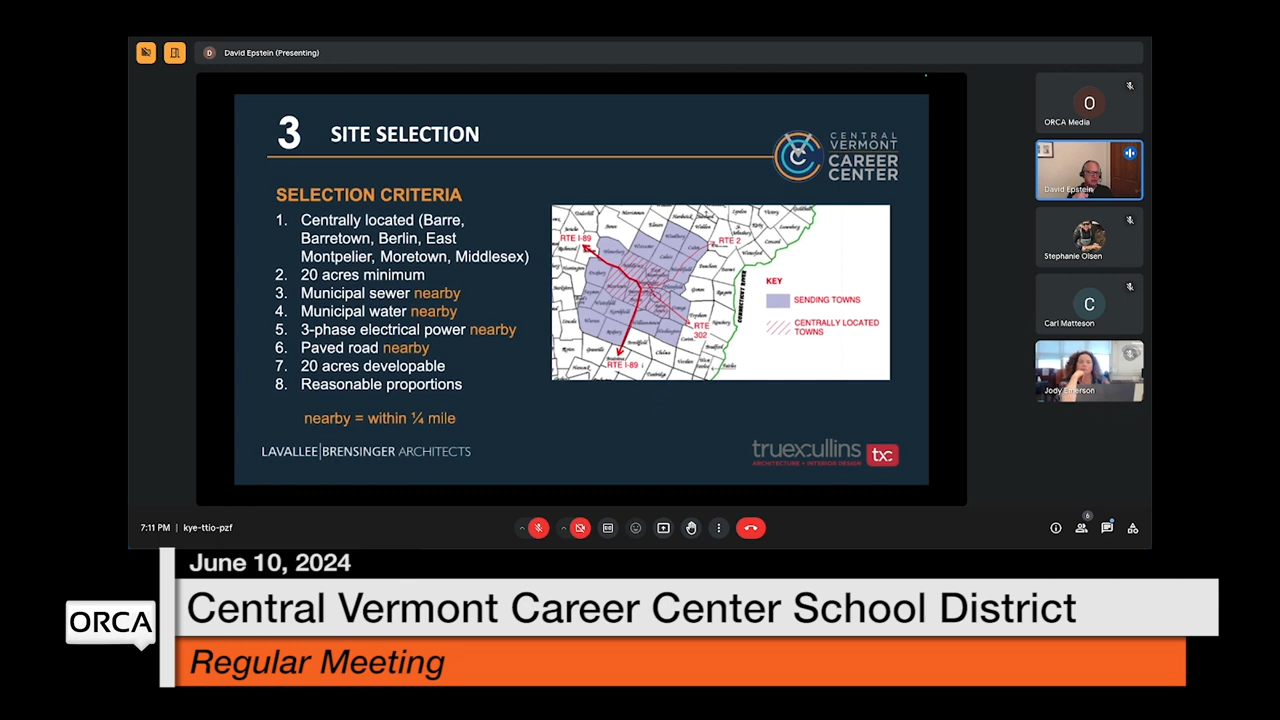 David Epstein (Presenting)
D
3
SITE SELECTION
CENTRAL
VERMONT
CAREER
CENTER
SELECTION CRITERIA
1. Centrally located (Barre,
Barretown, Berlin, East
Montpelier, Moretown, Middlesex)
2. 20 acres minimum
3. Municipal sewer nearby
4. Municipal water nearby
5. 3-phase electrical power nearby
6. Paved road nearby
7. 20 acres developable
8. Reasonable proportions
nearby = within ¼ mile
RTE I-89
RTE 2
RTE
302
RTE I-89
CONNECTICUT RIVER
KEY
SENDING TOWNS
CENTRALLY LOCATED
TOWNS
LAVALLEE|BRENSINGER ARCHITECTS
truexcullins
ARCHITECTURE + INTERIOR DESIGN
txc
O
ORCA Media
David Epstein
Stephanie Olsen
C
Carl Matteson
Jody Emerson
7:11 PM | kye-ttio-pzf
6
June 10, 2024
ORCA
Central Vermont Career Center School District
Regular Meeting